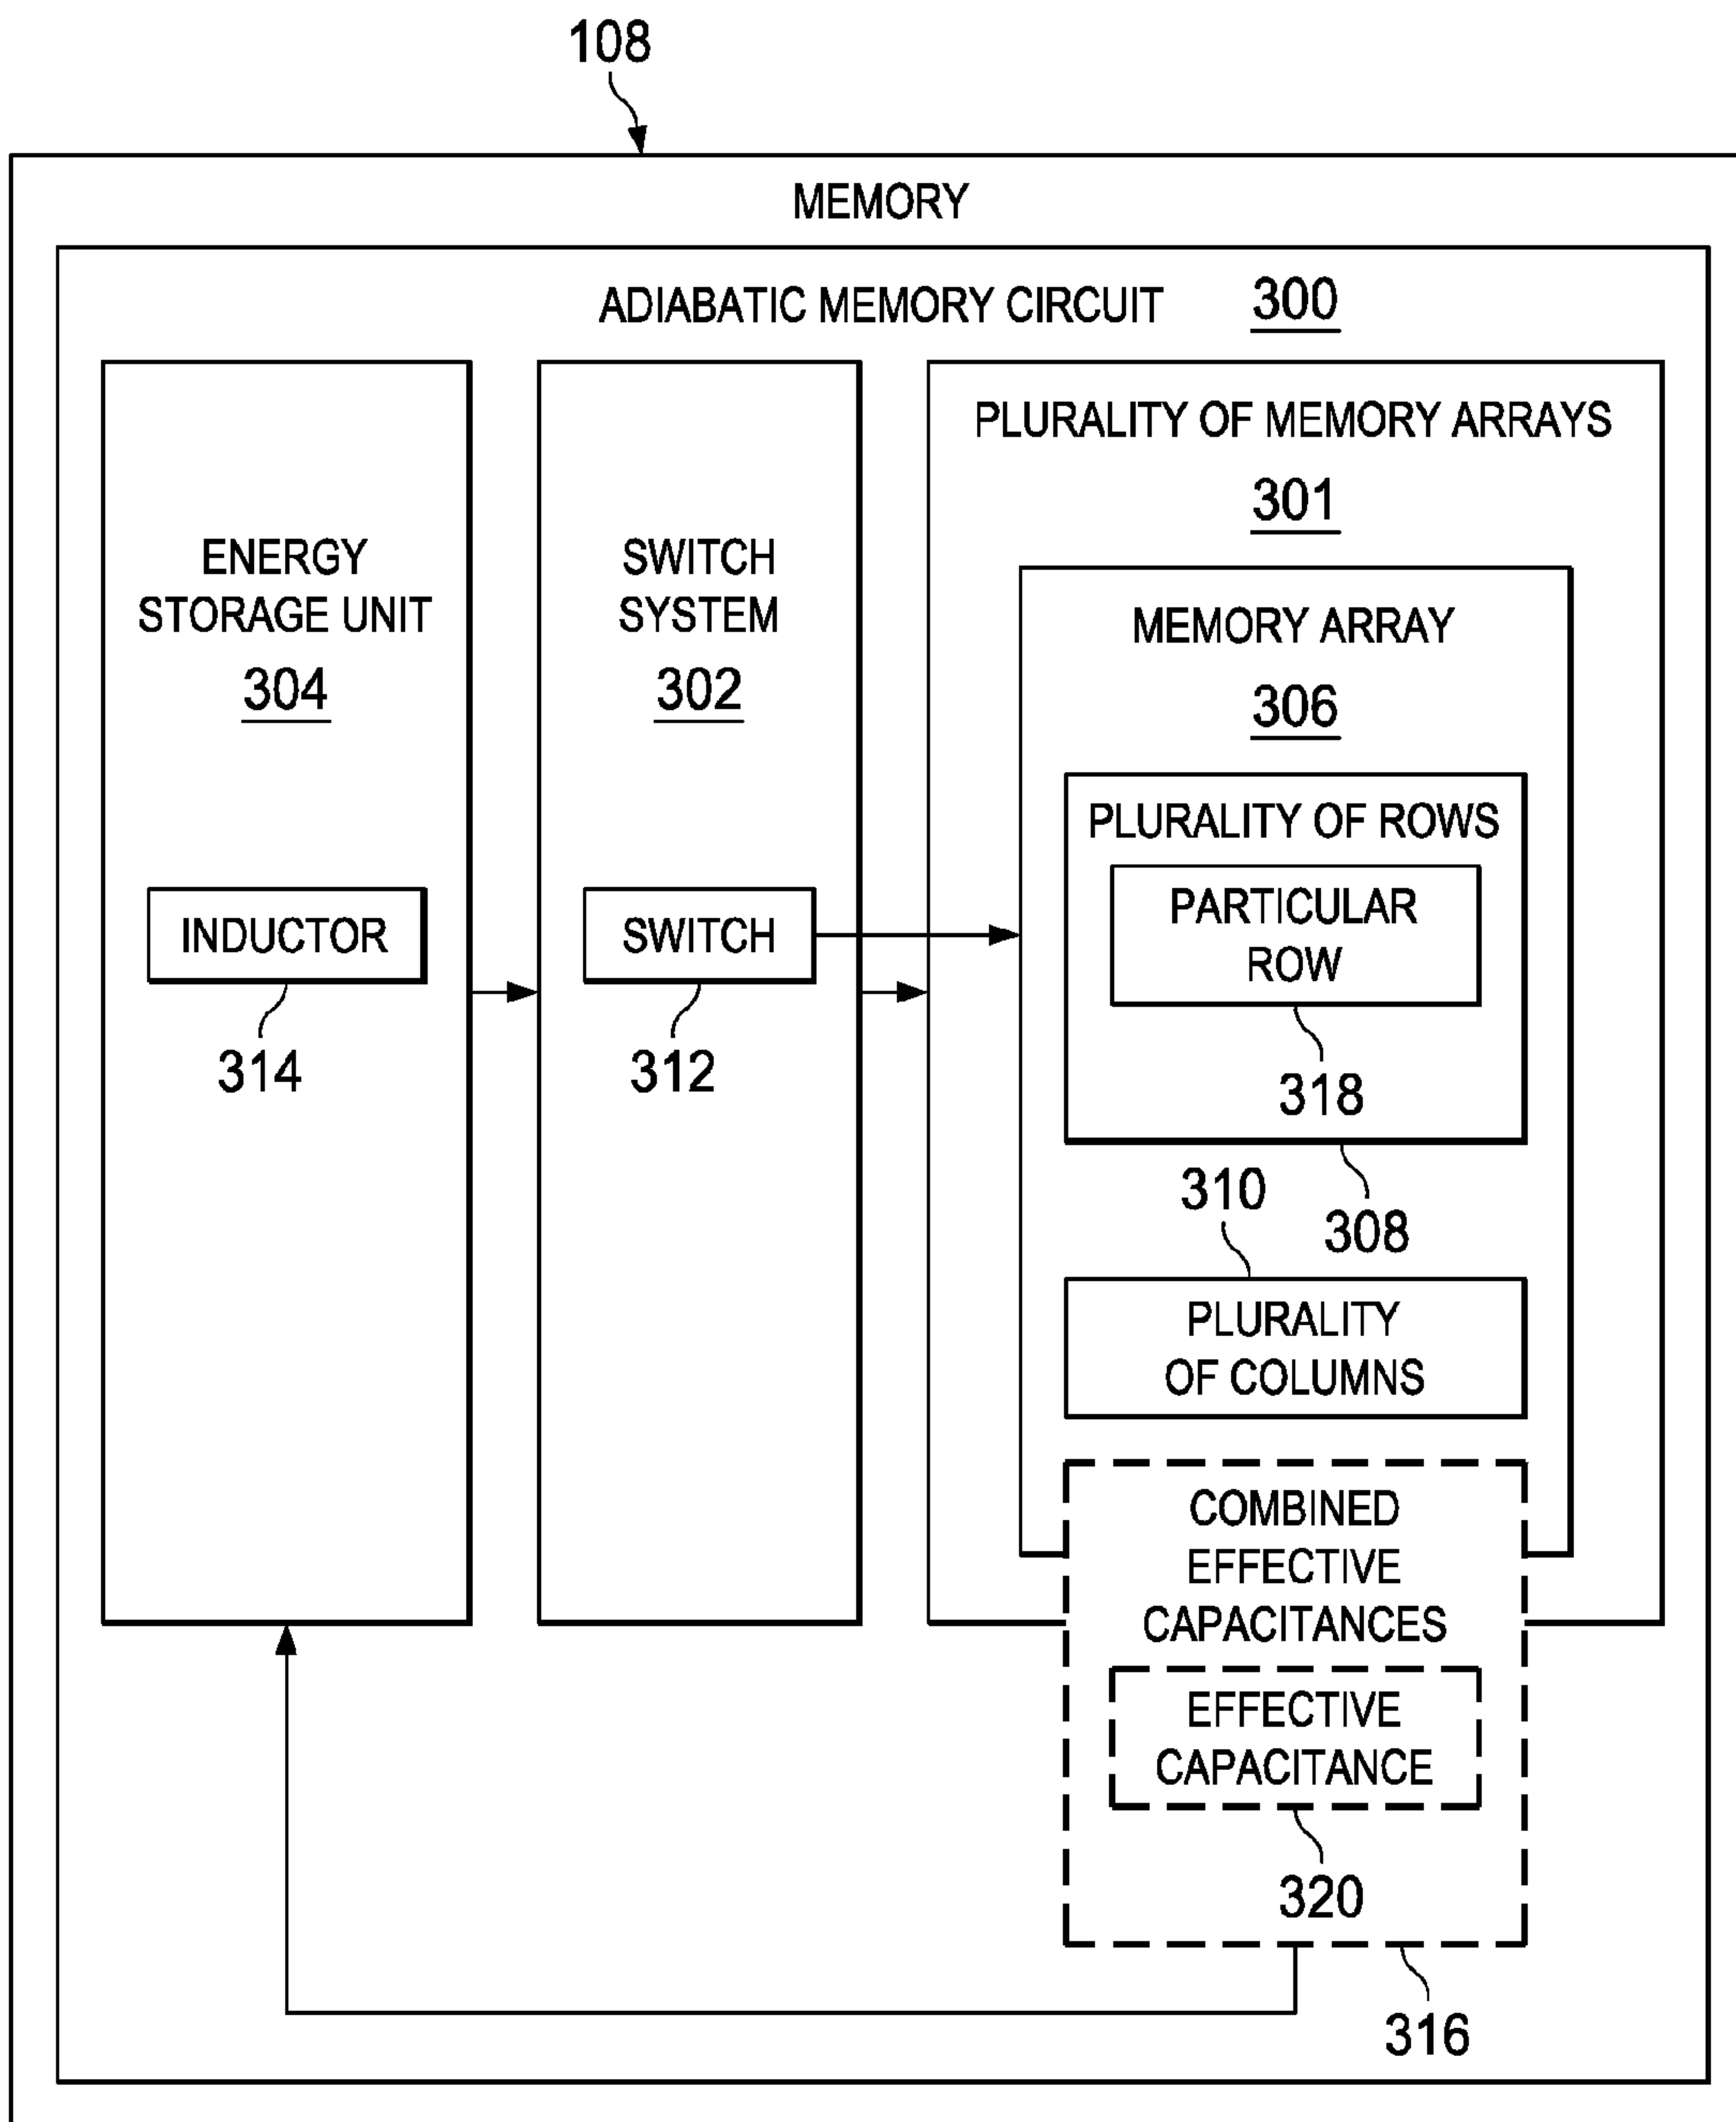 108
MEMORY
ADIABATIC MEMORY CIRCUIT 300
ENERGY
STORAGE UNIT
304
INDUCTOR
314
SWITCH
SYSTEM
302
SWITCH
312
PLURALITY OF MEMORY ARRAYS
301
MEMORY ARRAY
306
PLURALITY OF ROWS
PARTICULAR
ROW
318
308
310
PLURALITY
OF COLUMNS
COMBINED
EFFECTIVE
CAPACITANCES
EFFECTIVE
CAPACITANCE
320
316